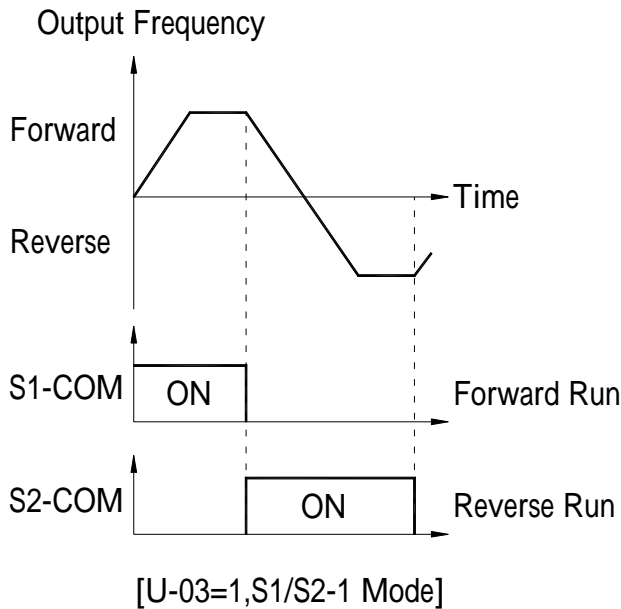 Output Frequency
Forward
Time
Reverse
S1-COM
ON
Forward Run
S2-COM
ON
Reverse Run
[U-03=1,S1/S2-1 Mode]